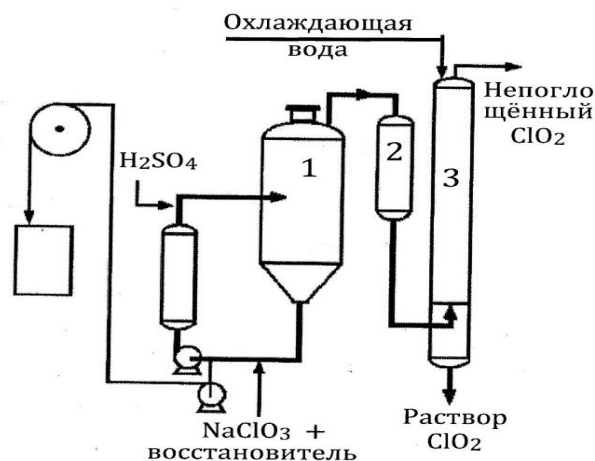 Охлаждающая
вода
Непогло
щённый
ClO2
H2SO4
1
2
3
NaClO3 +
восстановитель
Раствор
ClO2